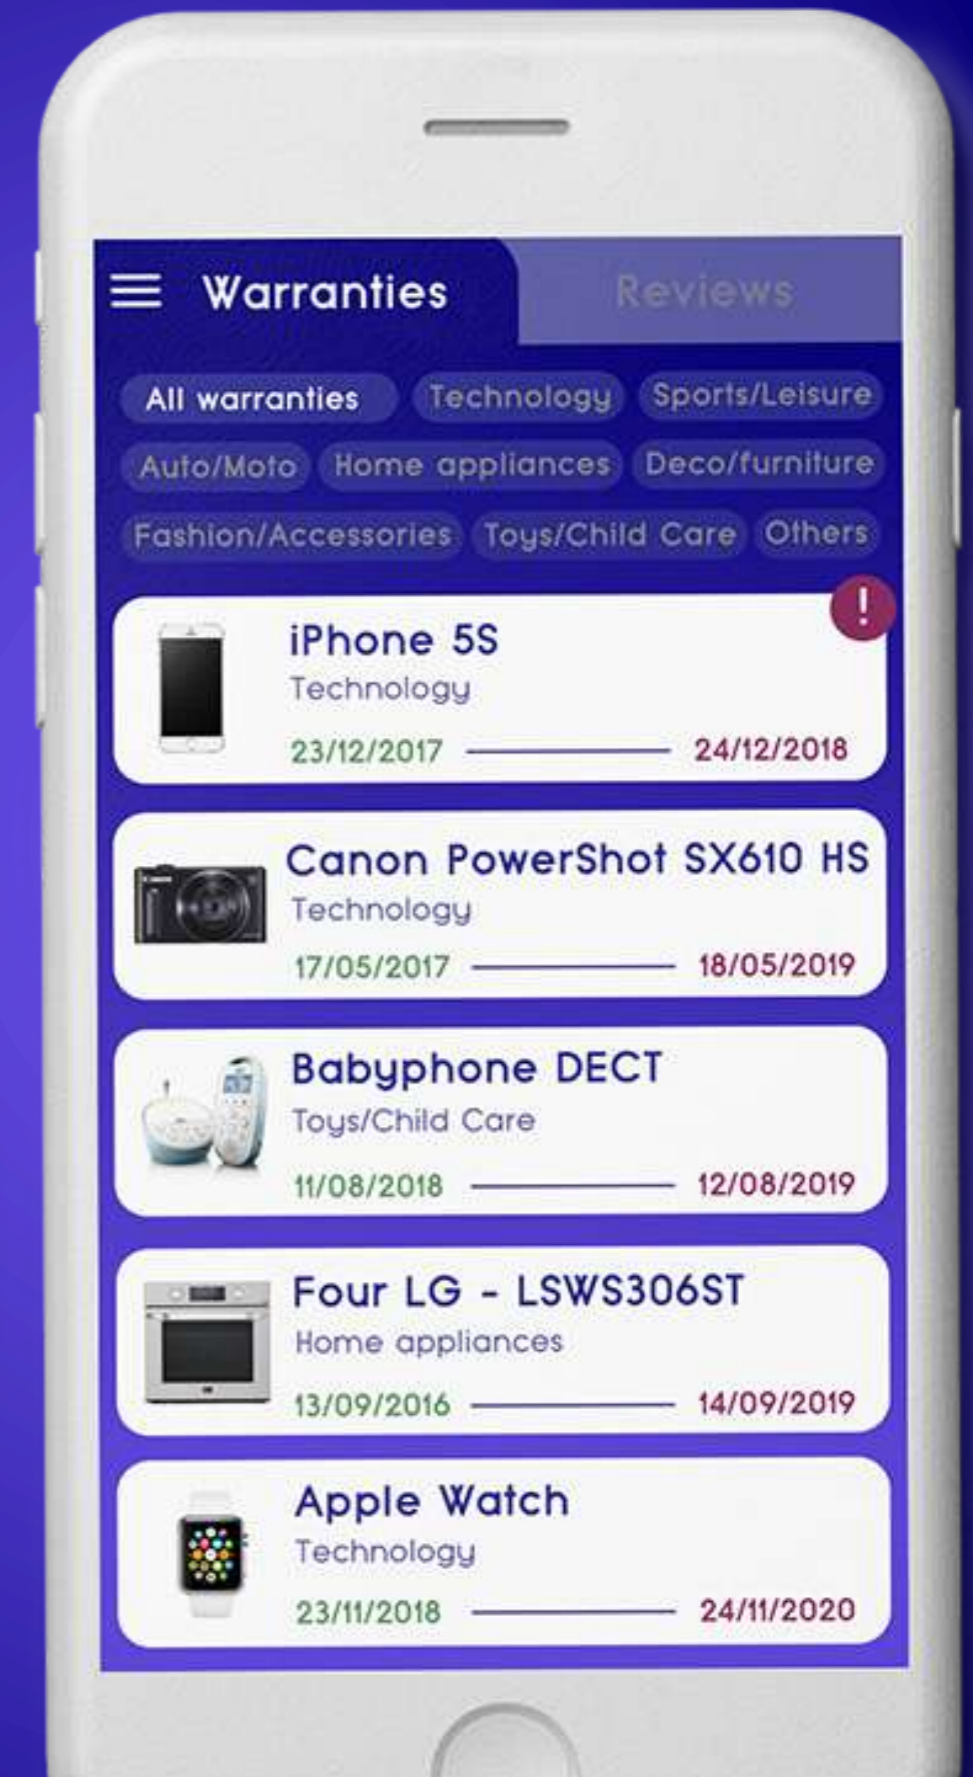 Warranties Reviews
All warranties Technology Sports/Leisure
Auto/Moto Home appliances Deco/furniture
Fashion/Accessories Toys/Child Care Others
!
iPhone 5S
Technology
23/12/2017 24/12/2018
Canon PowerShot SX610 HS
Technology
17/05/2017 18/05/2019
Babyphone DECT
Toys/Child Care
11/08/2018 12/08/2019
Four LG - LSWS306ST
Home appliances
13/09/2016 14/09/2019
Apple Watch
Technology
23/11/2018 24/11/2020